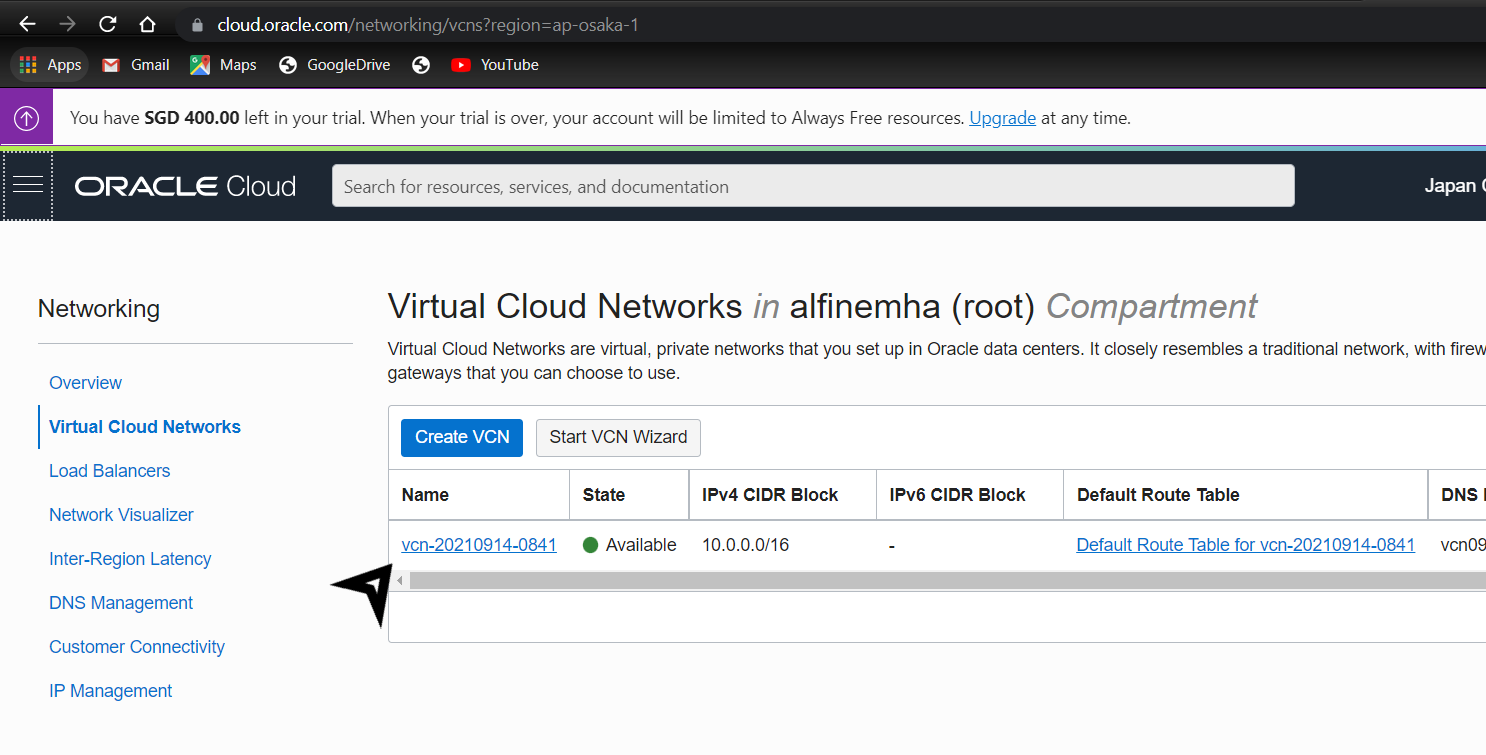 cloud.oracle.com/networking/vcns?region=ap-osaka-1
Apps Gmail Maps GoogleDrive YouTube
You have SGD 400.00 left in your trial. When your trial is over, your account will be limited to Always Free resources. Upgrade at any time.
ORACLE Cloud Search for resources, services, and documentation Japan
Networking
Overview
Virtual Cloud Networks
Load Balancers
Network Visualizer
Inter-Region Latency
DNS Management
Customer Connectivity
IP Management
Virtual Cloud Networks in alfinemha (root) Compartment
Virtual Cloud Networks are virtual, private networks that you set up in Oracle data centers. It closely resembles a traditional network, with
gateways that you can choose to use.
Create VCN Start VCN Wizard
Name State IPv4 CIDR Block IPv6 CIDR Block Default Route Table DNS
vcn-20210914-0841 Available 10.0.0.0/16 - Default Route Table for vcn-20210914-0841 vcn09